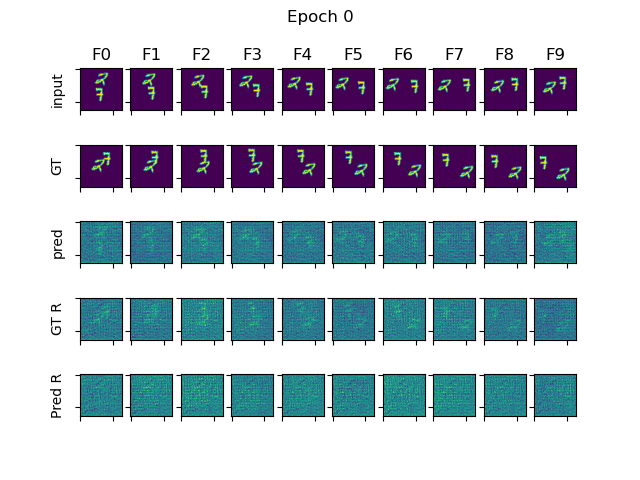 Epoch 0
F0 F1 F2 F3 F4 F5 F6 F7 F8 F9
input
GT
pred
GT R
Pred R